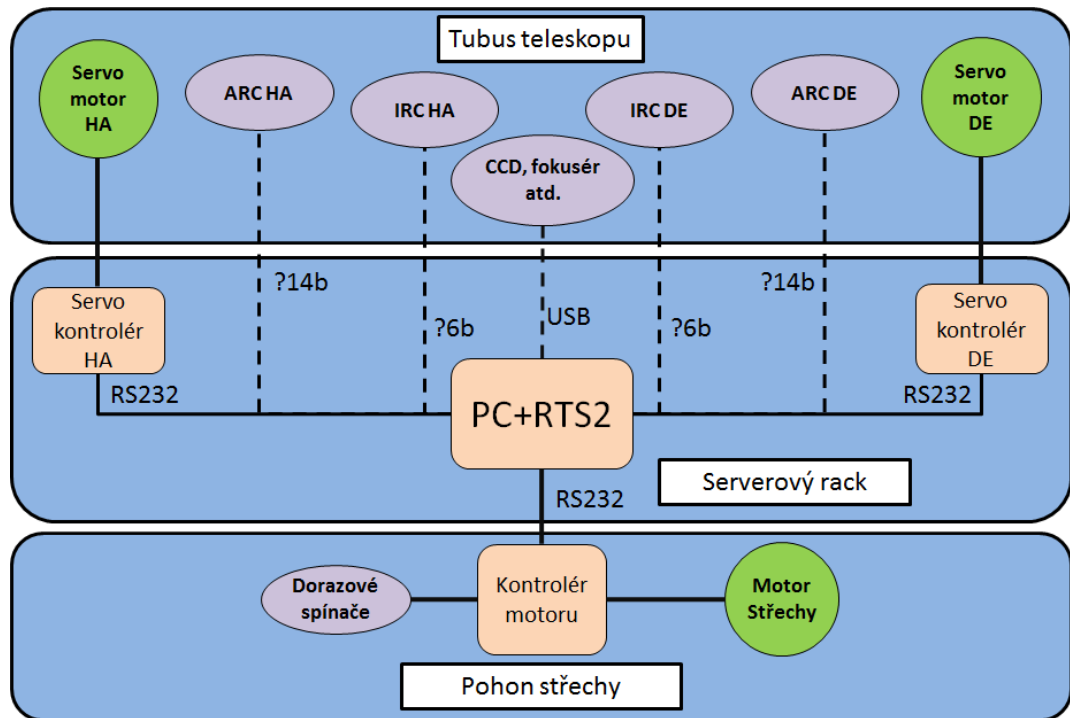 Tubus teleskopu
Servo
motor
HA
ARC HA
IRC HA
CCD, fokusér
atd.
IRC DE
ARC DE
Servo
motor
DE
Servo
kontrolér
HA
?14b
?6b
USB
?6b
?14b
Servo
kontrolér
DE
RS232
PC+RTS2
RS232
RS232
Serverový rack
Dorazové
spínače
Kontrolér
motoru
Motor
Střechy
Pohon střechy